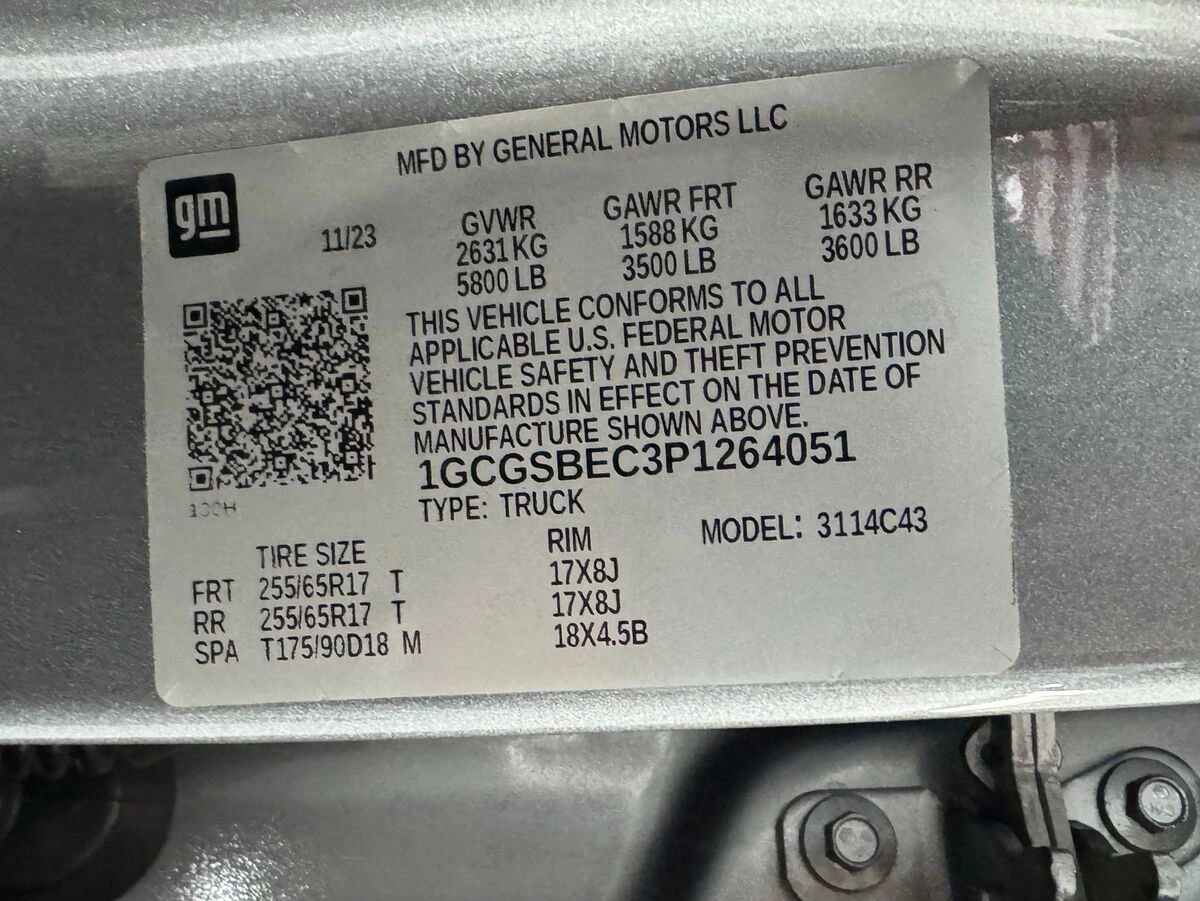 MFD BY GENERAL MOTORS LLC
gm
11/23
GVWR
2631 KG
5800 LB
GAWR FRT
1588 KG
3500 LB
GAWR RR
1633 KG
3600 LB
THIS VEHICLE CONFORMS TO ALL
APPLICABLE U.S. FEDERAL MOTOR
VEHICLE SAFETY AND THEFT PREVENTION
STANDARDS IN EFFECT ON THE DATE OF
MANUFACTURE SHOWN ABOVE.
1GCGSBEC3P1264051
TYPE: TRUCK
MODEL: 3114C43
TIRE SIZE RIM
FRT 255/65R17 T 17X8J
RR 255/65R17 T 17X8J
SPA T175/90D18 M 18X4.5B